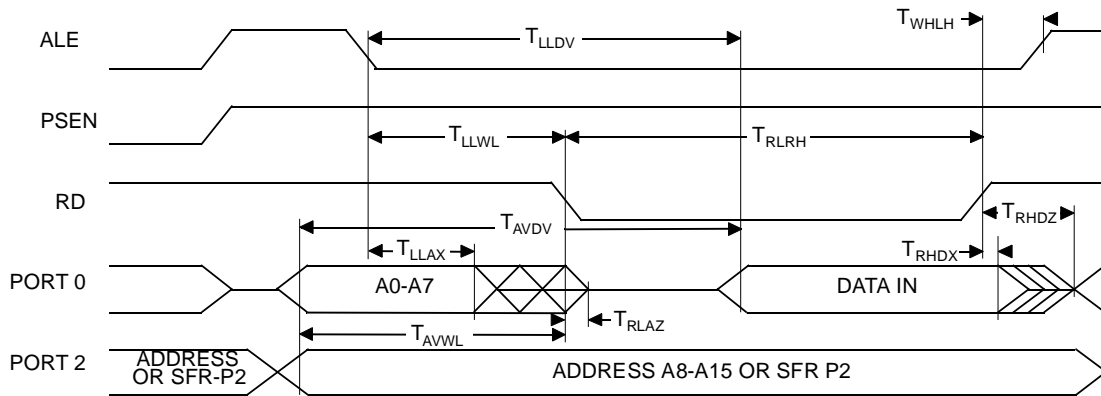 T_WHLH
ALE
T_LLDV
PSEN
T_LLWL
T_RLRH
RD
T_AVDV
T_RHDZ
T_LLAX
T_RHDX
PORT 0
A0-A7
DATA IN
T_RLAZ
T_AVWL
PORT 2
ADDRESS
OR SFR-P2
ADDRESS A8-A15 OR SFR P2